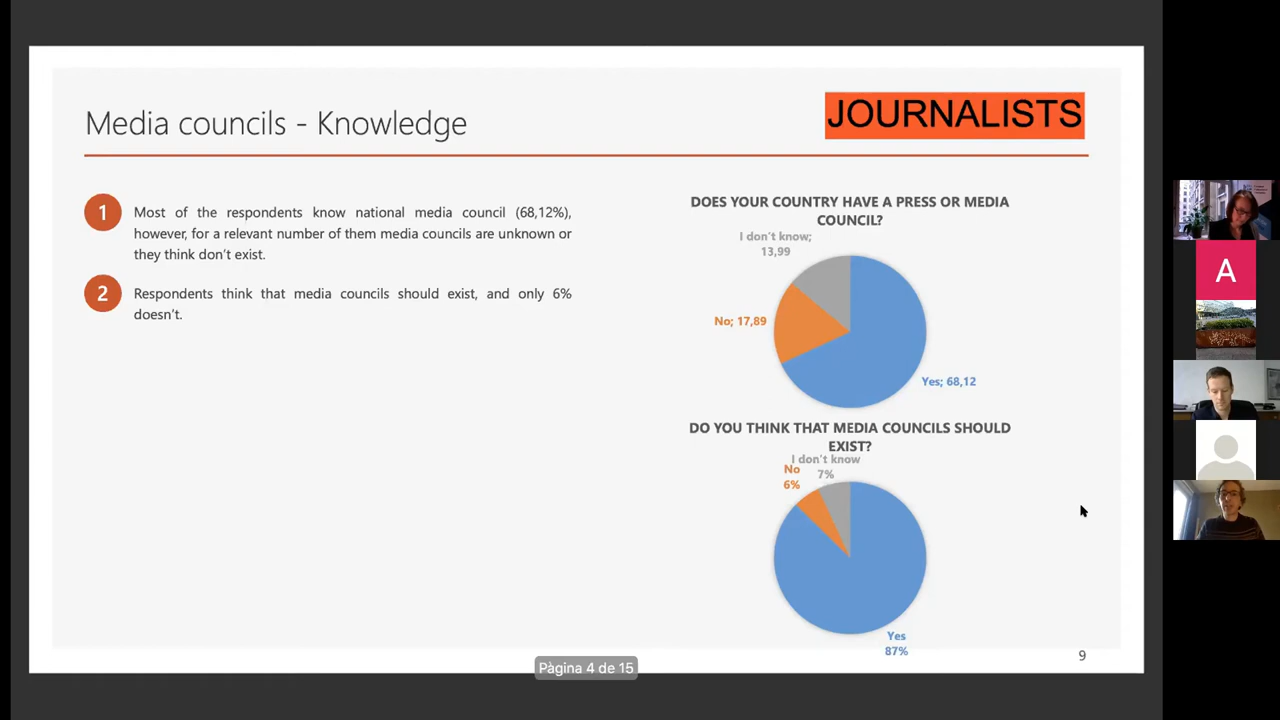 Media councils - Knowledge
JOURNALISTS
1
Most of the respondents know national media council (68,12%),
however, for a relevant number of them media councils are unknown or
they think don't exist.
2
Respondents think that media councils should exist, and only 6%
doesn't.
DOES YOUR COUNTRY HAVE A PRESS OR MEDIA
COUNCIL?
I don't know;
13,99
No; 17,89
Yes; 68,12
DO YOU THINK THAT MEDIA COUNCILS SHOULD
EXIST?
I don't know
7%
No
6%
Yes
87%
9
Pàgina 4 de 15
A